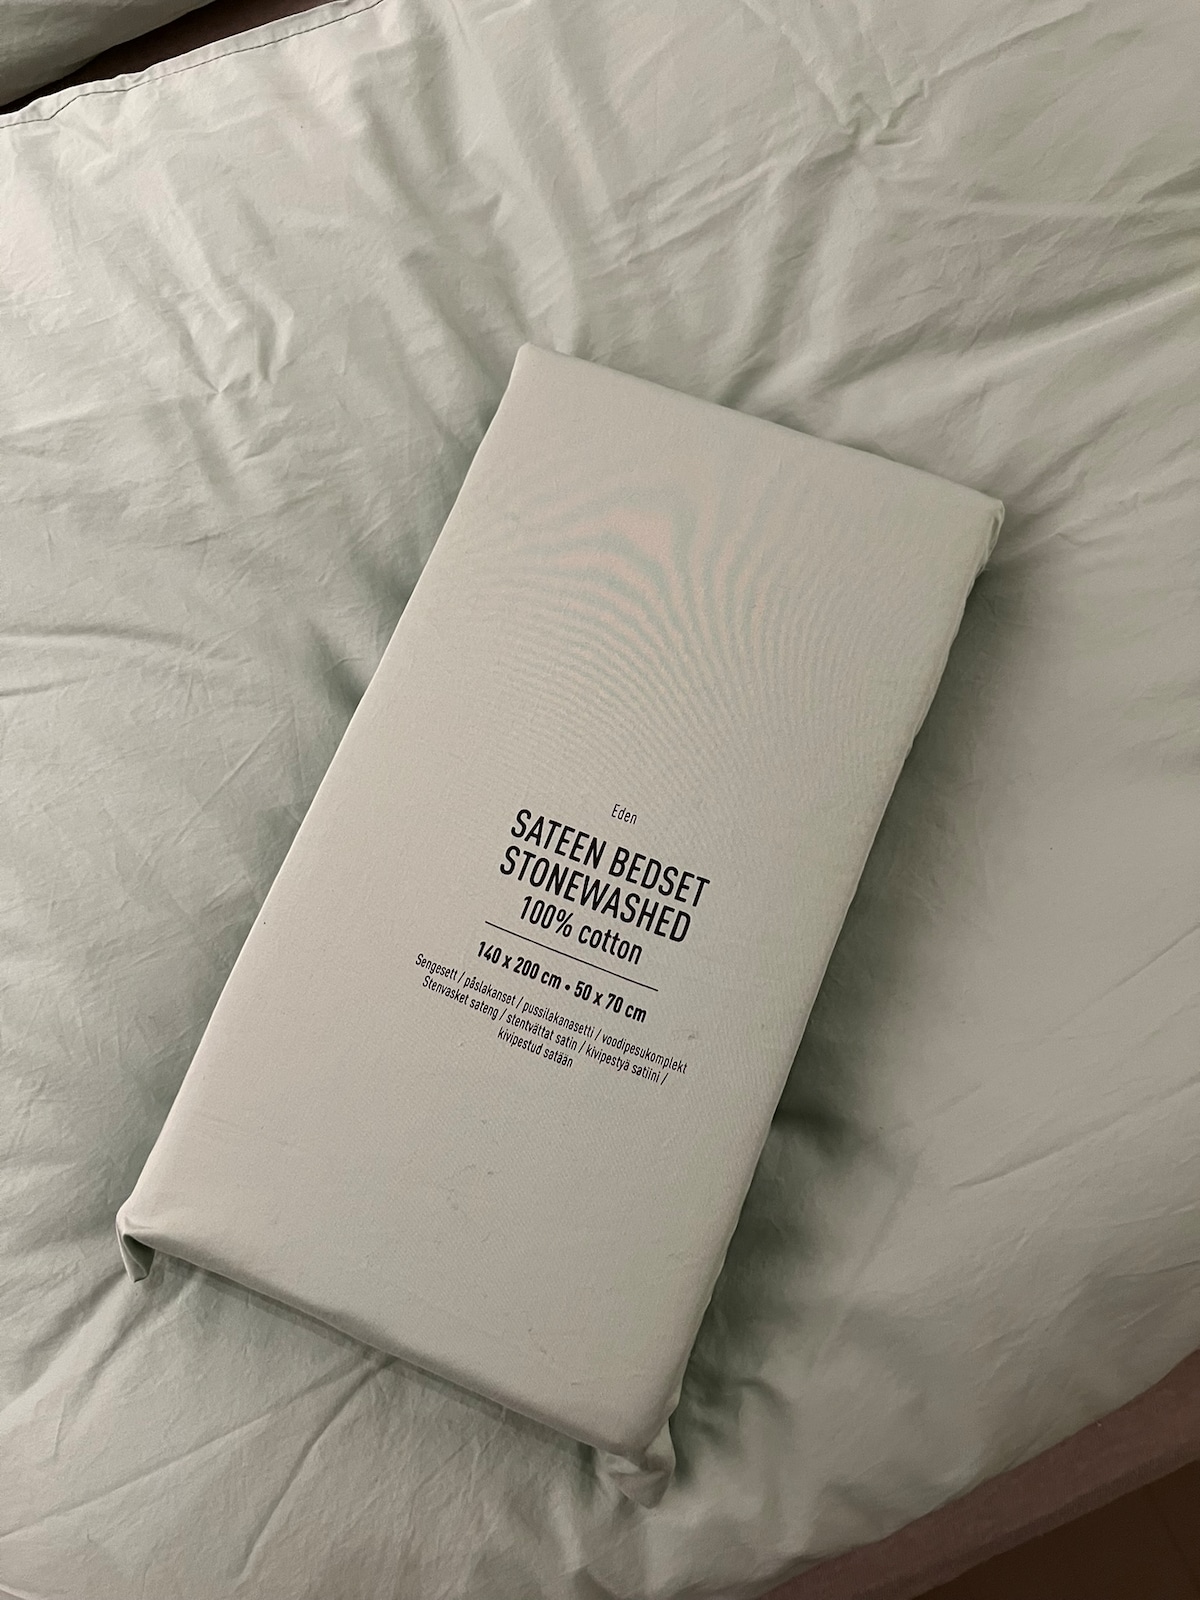 Eden
SATEEN BEDSET
STONEWASHED
100% cotton
140 x 200 cm • 50 x 70 cm
Sengesett / påslakanset / pussilakanasetti / voodipesukomplekt
Stenvasket sateng / stentvättat satin / kivipestyä satiini /
kivipestud satään